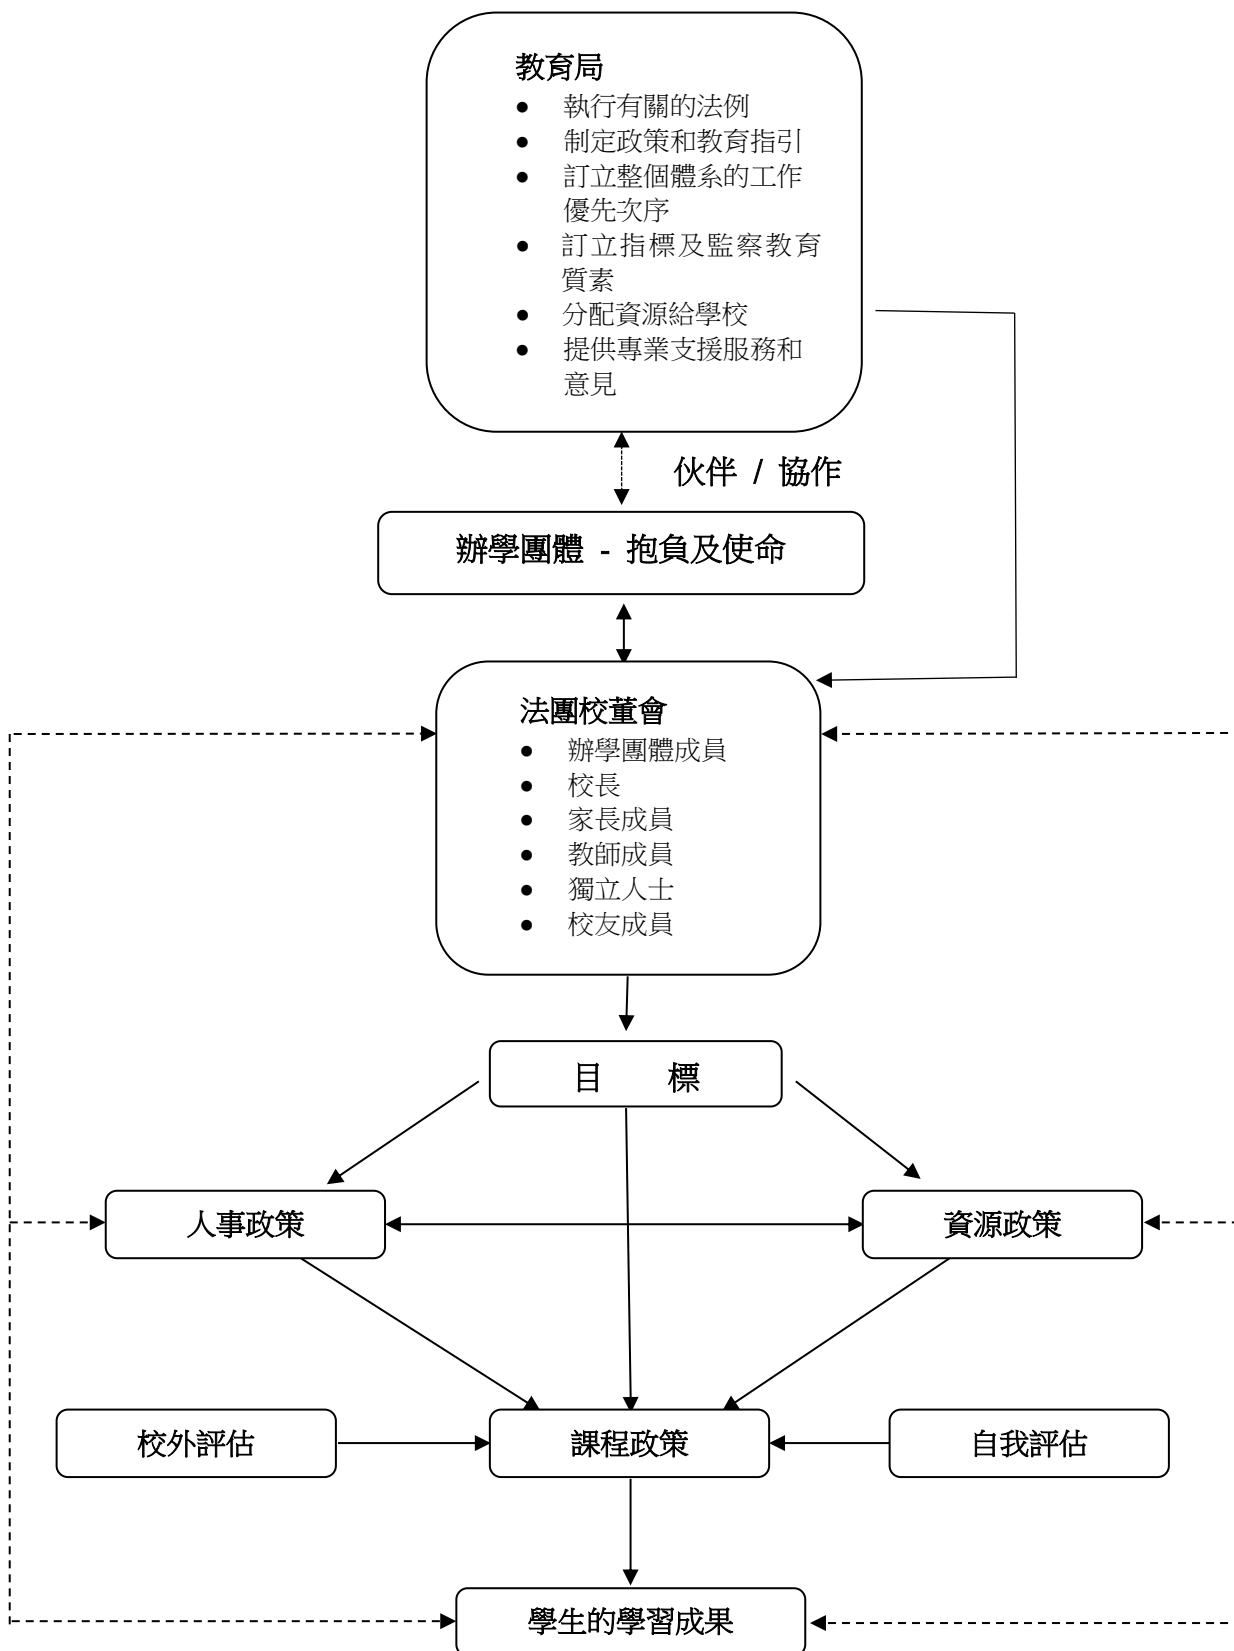 教育局
● 執行有關的法例
● 制定政策和教育指引
● 訂立整個體系的工作
優先次序
● 訂立指標及監察教育
質素
● 分配資源給學校
● 提供專業支援服務和
意見
伙伴 / 協作
辦學團體 - 抱負及使命
法團校董會
● 辦學團體成員
● 校長
● 家長成員
● 教師成員
● 獨立人士
● 校友成員
目 標
人事政策
資源政策
校外評估
課程政策
自我評估
學生的學習成果